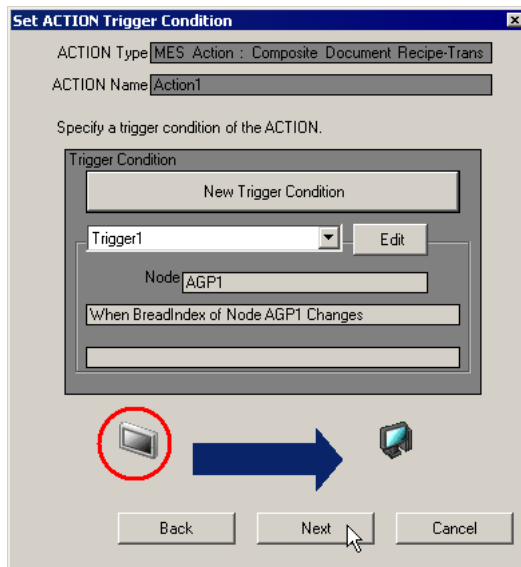 Set ACTION Trigger Condition
ACTION Type MES Action : Composite Document Recipe-Trans
ACTION Name Action1
Specify a trigger condition of the ACTION.
Trigger Condition
New Trigger Condition
Trigger1 Edit
Node AGP1
When BreadIndex of Node AGP1 Changes
Back Next Cancel